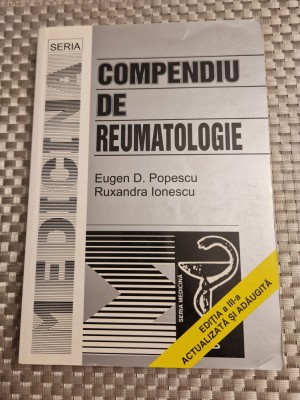 SERIA
MEDICINA
COMPENDIU
DE
REUMATOLOGIE
Eugen D. Popescu
Ruxandra Ionescu
SERIA MEDICINĂ
EDIȚIA a III-a
ACTUALIZATĂ ȘI ADĂUGITĂ